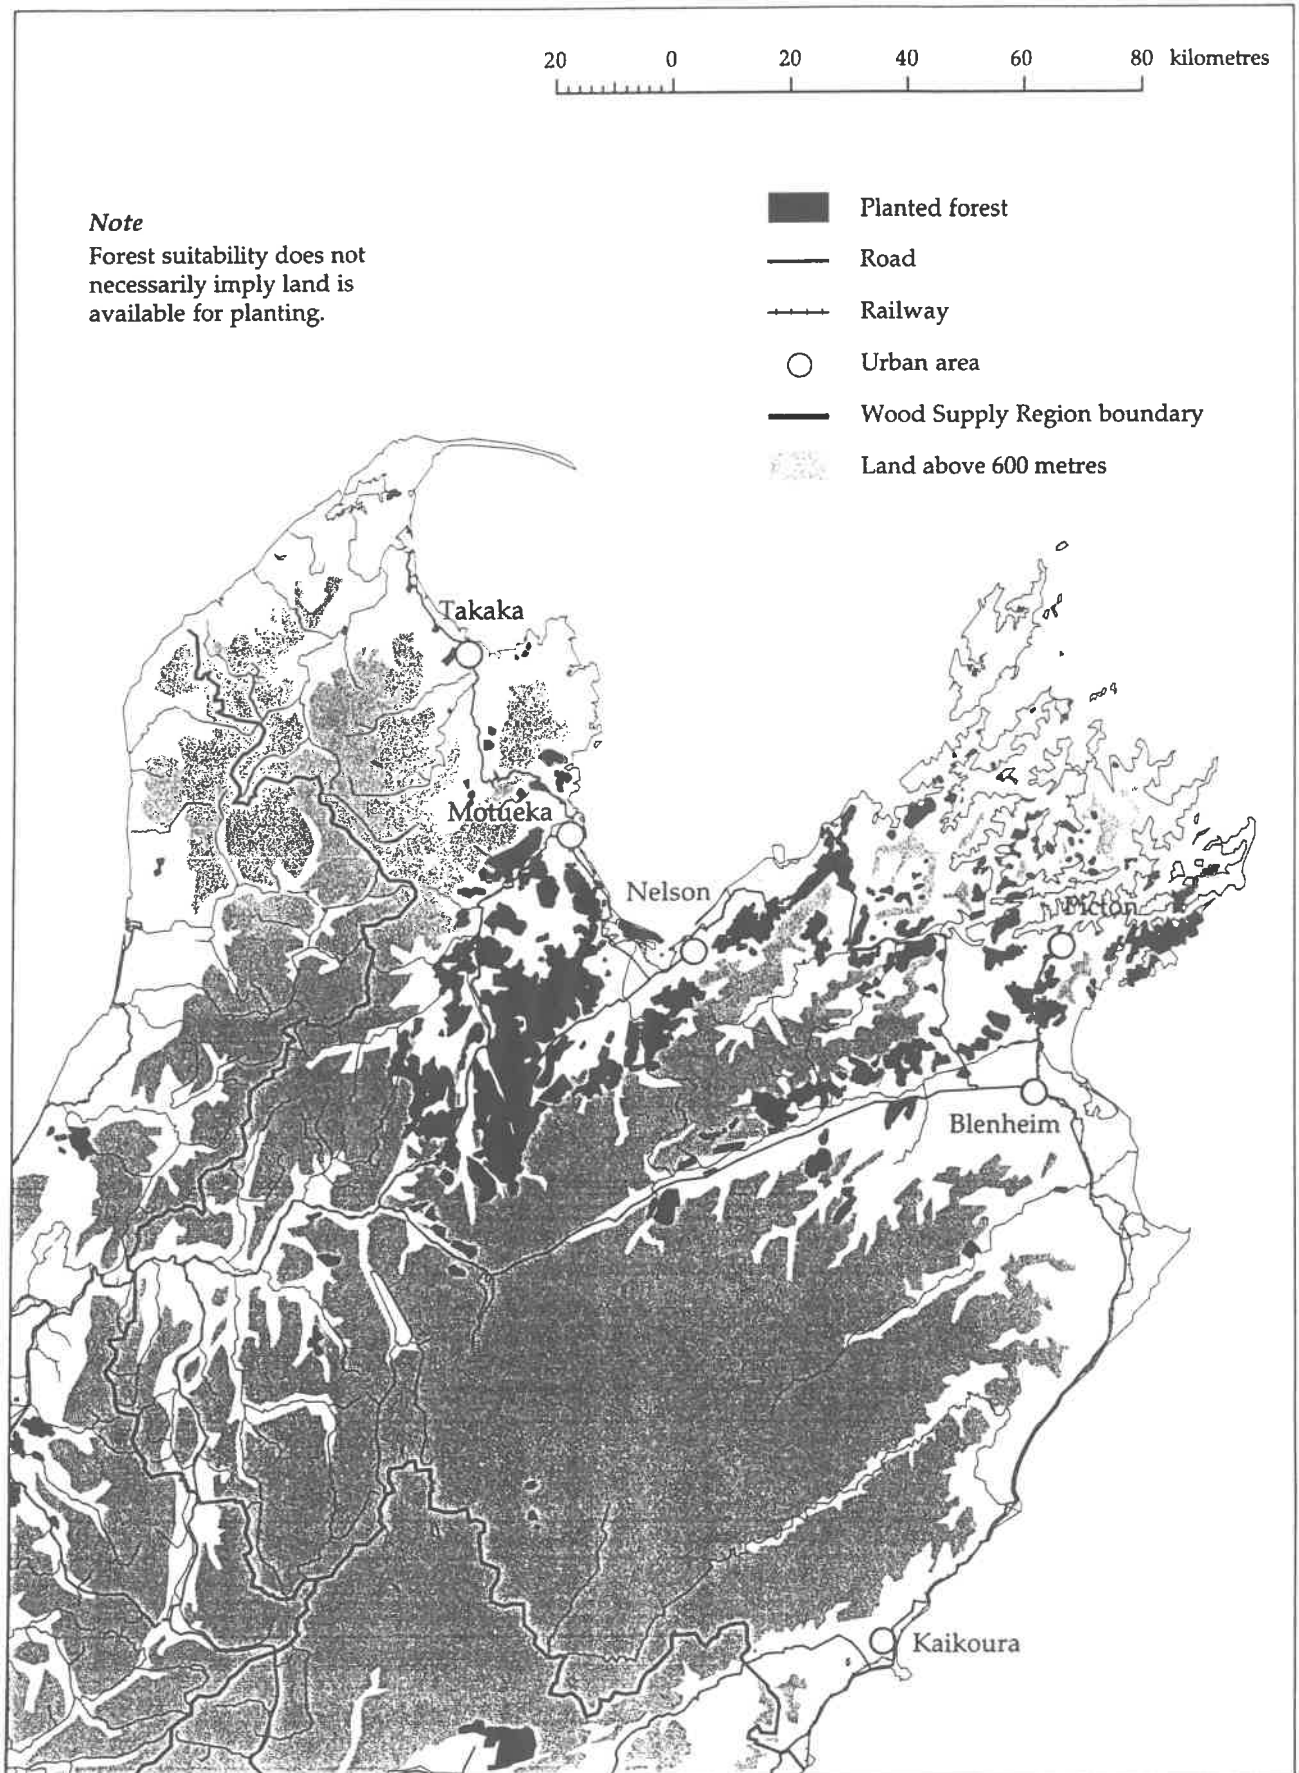 20 0 20 40 60 80 kilometres
Note
Forest suitability does not
necessarily imply land is
available for planting.
Planted forest
Road
Railway
Urban area
Wood Supply Region boundary
Land above 600 metres
Takaka
Motueka
Nelson
Picton
Blenheim
Kaikoura